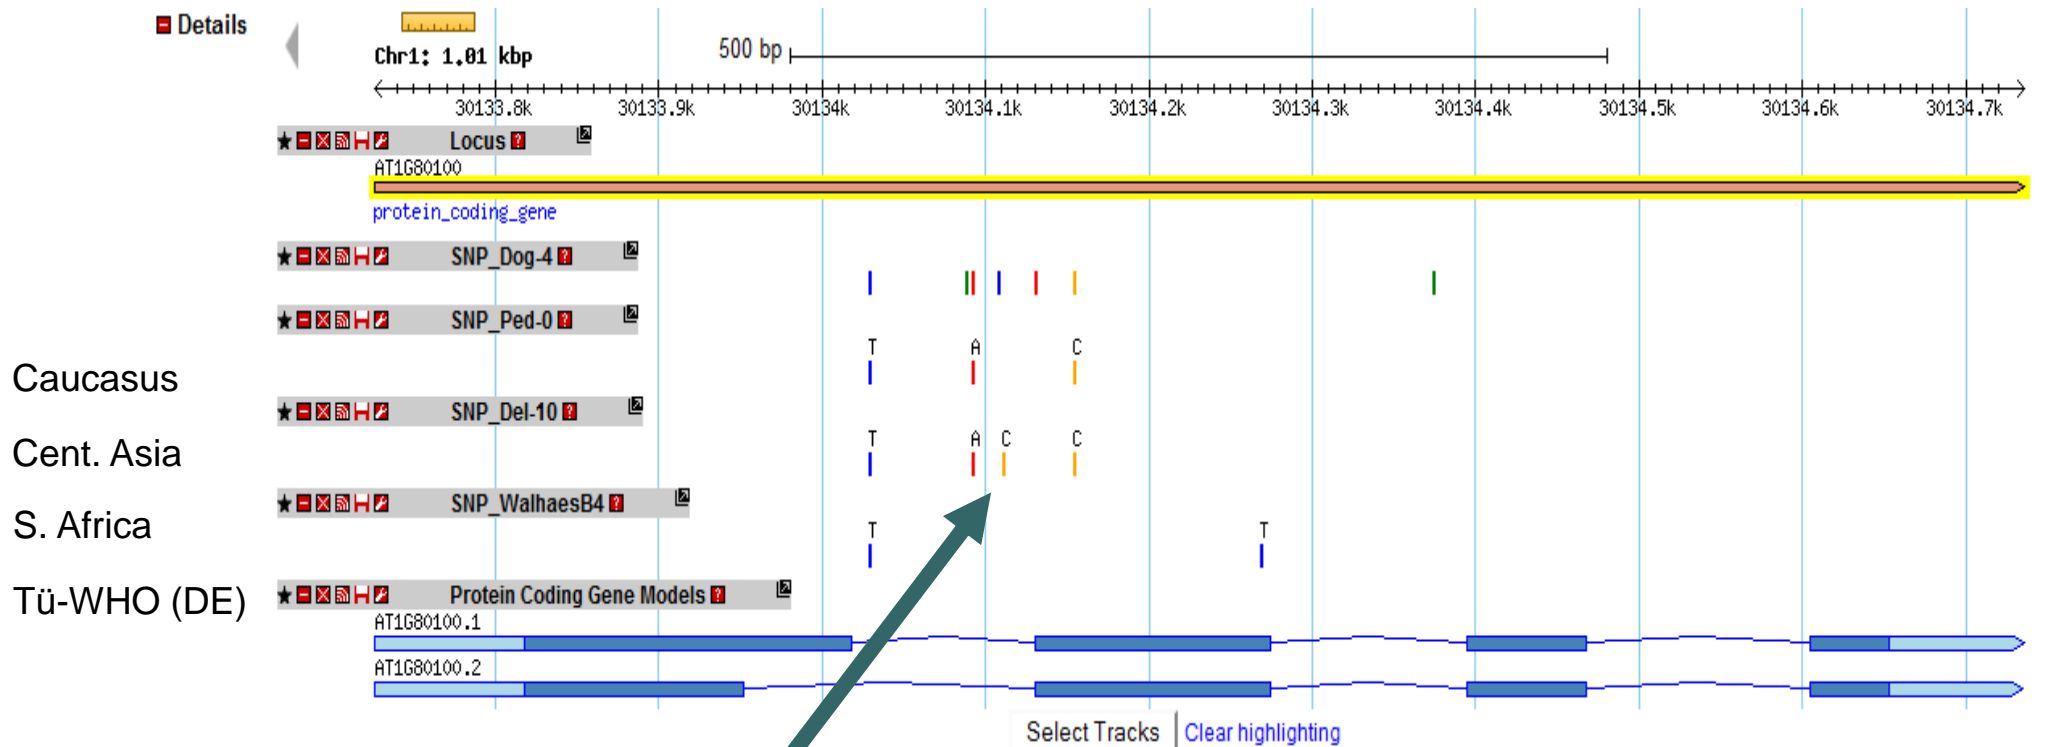 Details
Chr1: 1.01 kbp
500 bp
30133.8k 30133.9k 30134k 30134.1k 30134.2k 30134.3k 30134.4k 30134.5k 30134.6k 30134.7k
Locus ?
AT1G80100
protein_coding_gene
SNP_Dog-4 ?
SNP_Ped-0 ?
T A C
Caucasus
SNP_Del-10 ?
T A C C
Cent. Asia
SNP_WalhaesB4 ?
T T
S. Africa
Tü-WHO (DE)
Protein Coding Gene Models ?
AT1G80100.1
AT1G80100.2
Select Tracks Clear highlighting